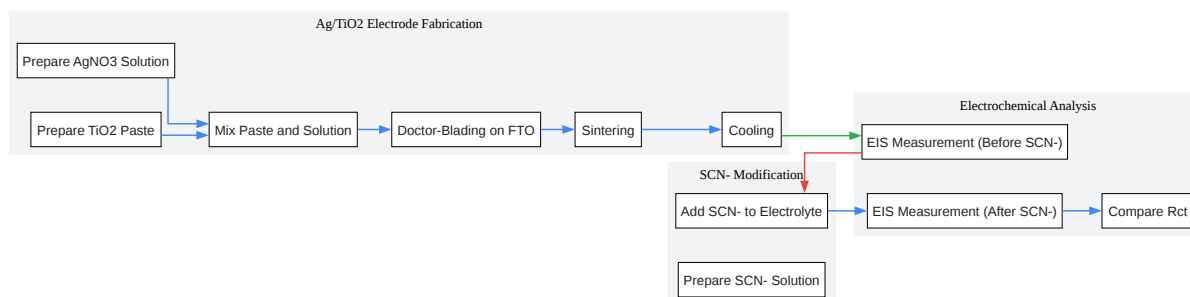 Ag/TiO2 Electrode Fabrication
Prepare AgNO3 Solution
Prepare TiO2 Paste
Mix Paste and Solution
Doctor-Blading on FTO
Sintering
Cooling
Electrochemical Analysis
EIS Measurement (Before SCN-)
SCN- Modification
Add SCN- to Electrolyte
EIS Measurement (After SCN-)
Compare Rct
Prepare SCN- Solution